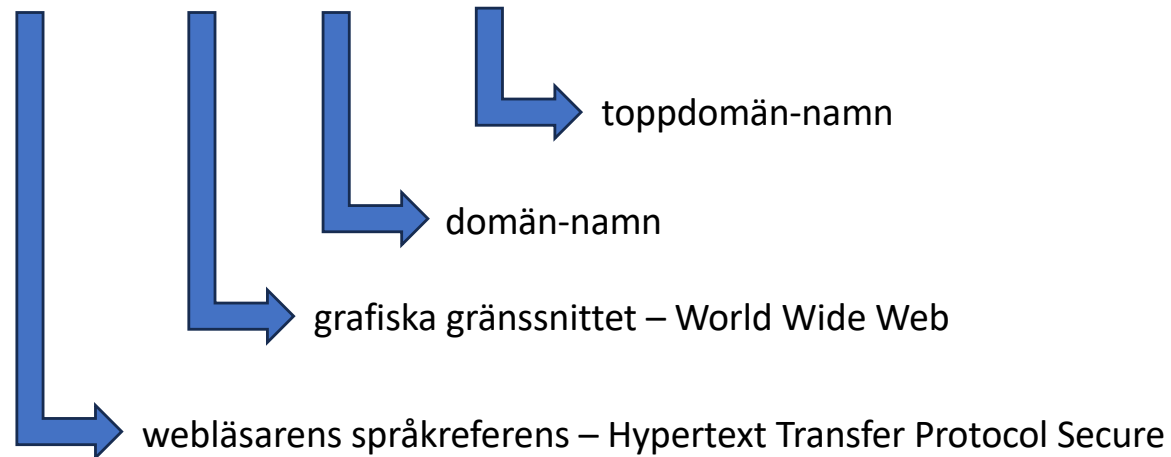 toppdomän-namn
domän-namn
grafiska gränssnittet – World Wide Web
webläsarens språkreferens – Hypertext Transfer Protocol Secure